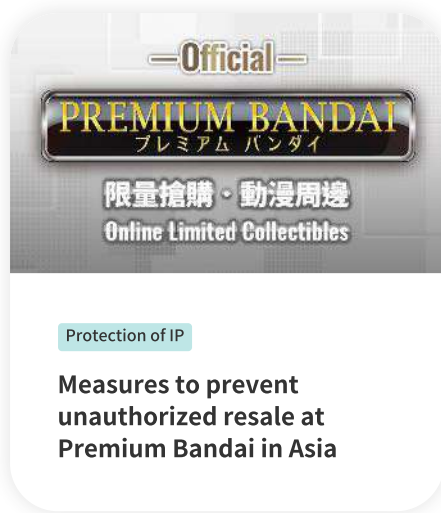 Official
PREMIUM BANDAI
プレミアム バンダイ
限量搶購・動漫周邊
Online Limited Collectibles
Protection of IP
Measures to prevent
unauthorized resale at
Premium Bandai in Asia